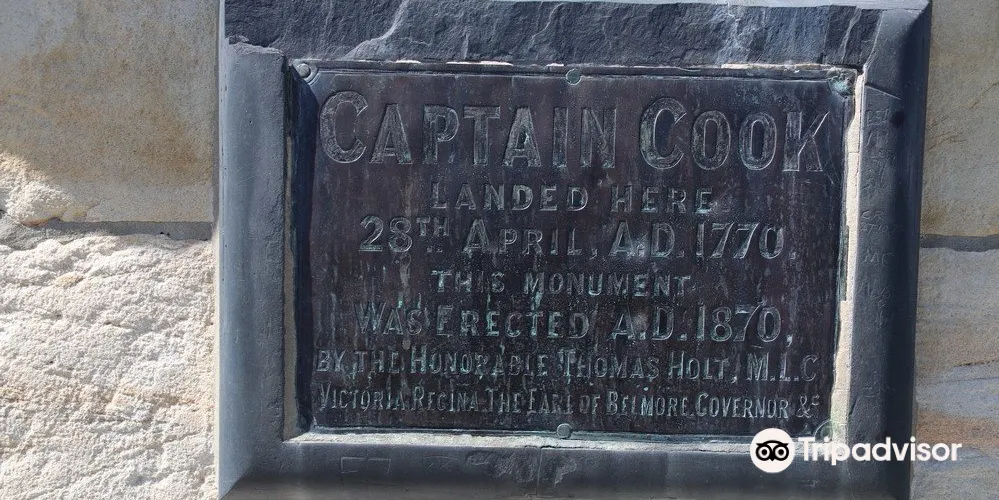 CAPTAIN COOK
LANDED HERE
28TH APRIL, A.D. 1770,
THIS MONUMENT
WAS ERECTED A.D. 1870,
BY THE HONORABLE THOMAS HOLT, M.L.C
VICTORIA REGINA. THE EARL OF BELMORE. GOVERNOR &c
Tripadvisor